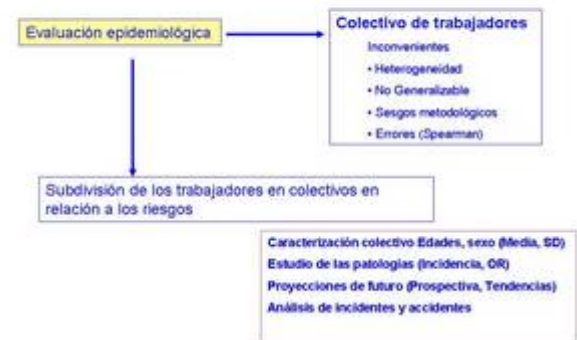 Evaluación epidemiológica
Colectivo de trabajadores
Inconvenientes
• Heterogeneidad
• No Generalizable
• Sesgos metodológicos
• Errores (Spearman)
Subdivisión de los trabajadores en colectivos en
relación a los riesgos
Caracterización colectivo Edades, sexo (Media, SD)
Estudio de las patologías (Incidencia, OR)
Proyecciones de futuro (Prospectiva, Tendencias)
Análisis de incidentes y accidentes